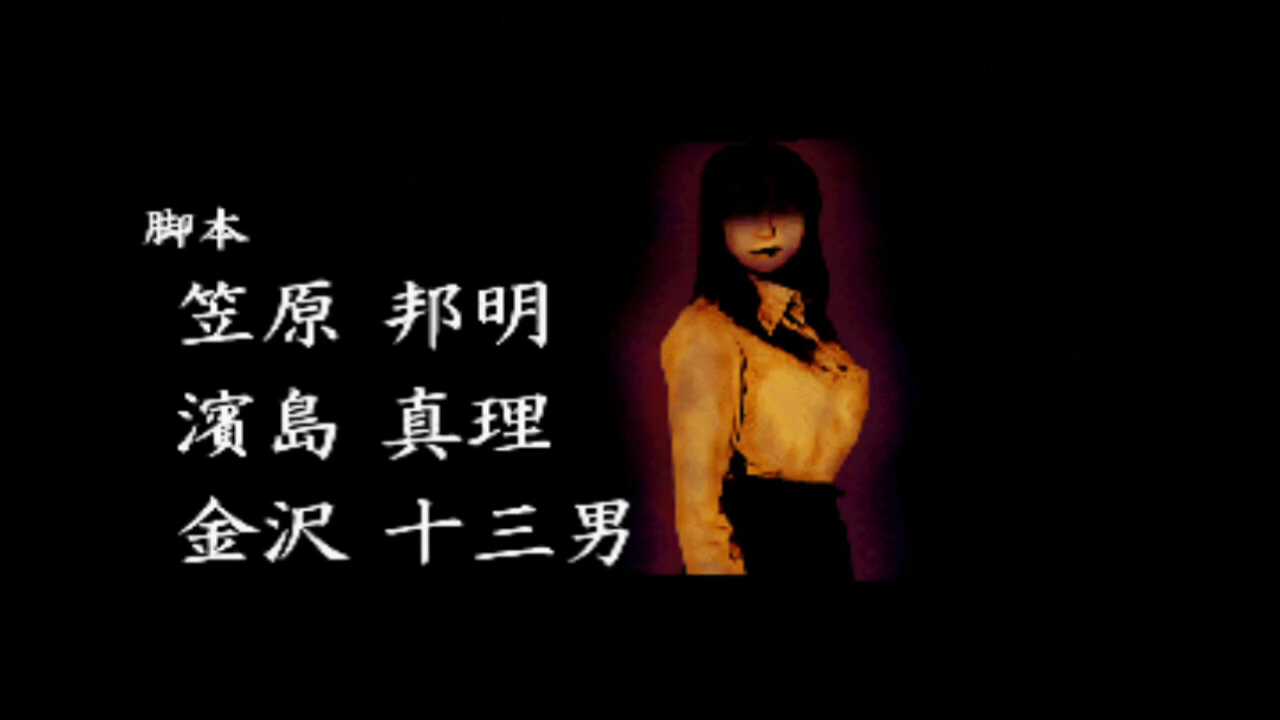 脚本
笠原 邦明
濱島 真理
金沢 十三男